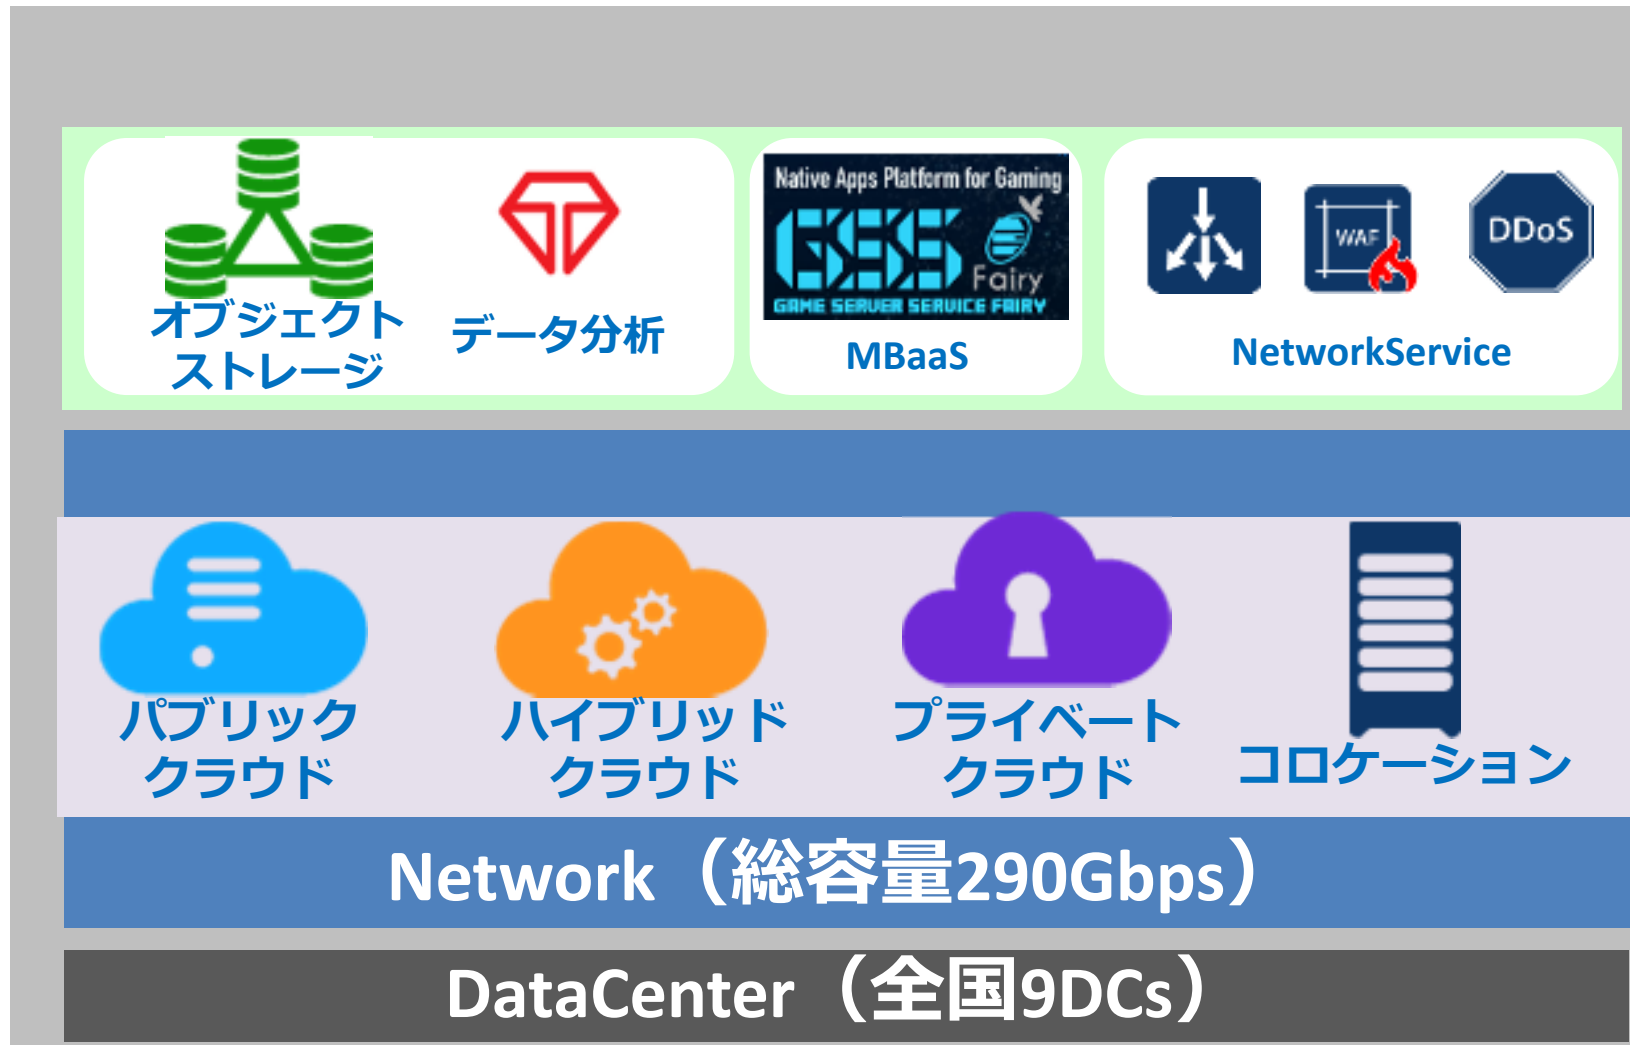 オブジェクト
ストレージ
データ分析
Native Apps Platform for Gaming
GSS
Fairy
GAME SERVER SERVICE FAIRY
MBaaS
WAF
DDoS
NetworkService
パブリック
クラウド
ハイブリッド
クラウド
プライベート
クラウド
コロケーション
Network（総容量290Gbps）
DataCenter（全国9DCs）